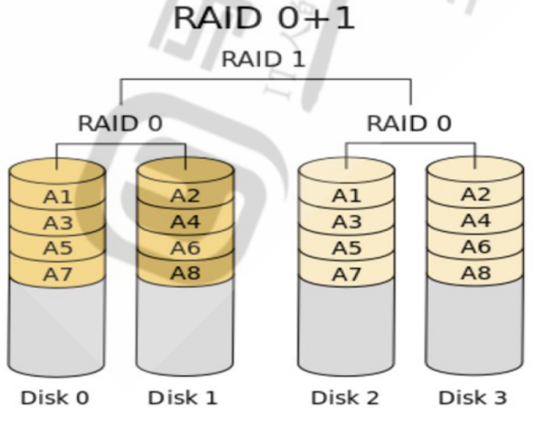 RAID 0+1
RAID 1
RAID 0 RAID 0
A1 A2 A1 A2
A3 A4 A3 A4
A5 A6 A5 A6
A7 A8 A7 A8
Disk 0 Disk 1 Disk 2 Disk 3